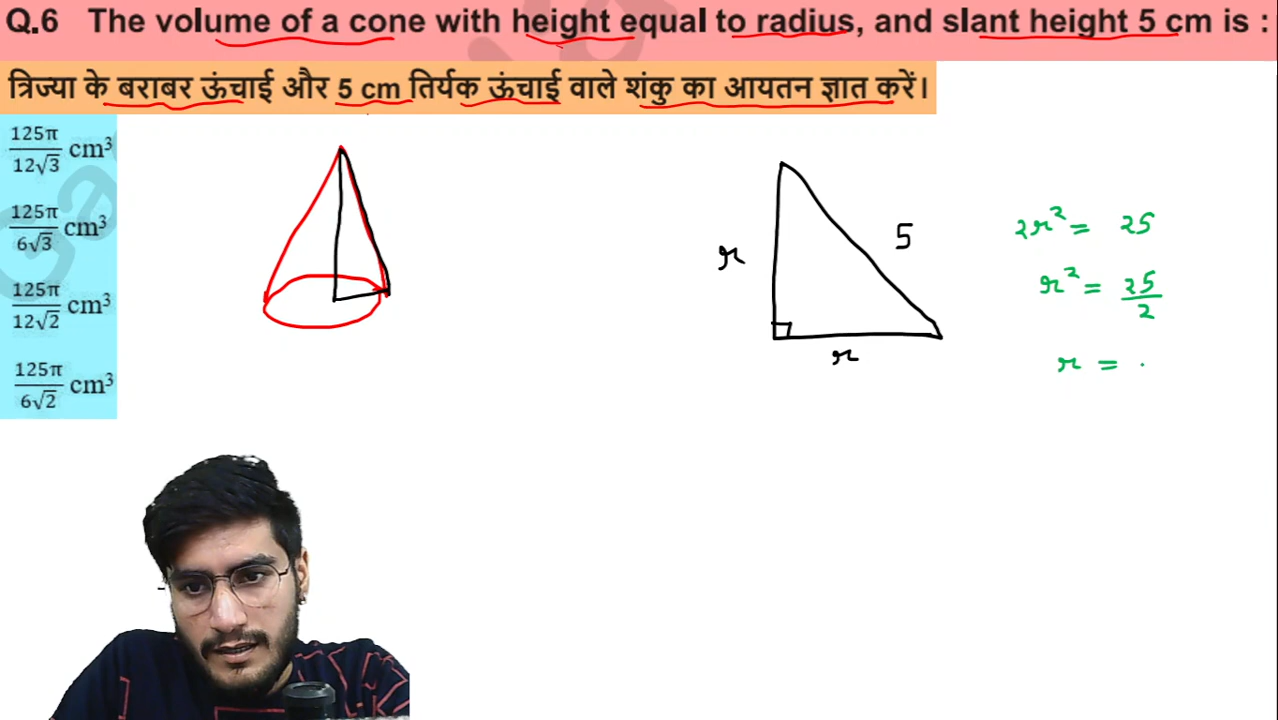 Q.6 The volume of a cone with height equal to radius, and slant height 5 cm is :
त्रिज्या के बराबर ऊंचाई और 5 cm तिर्यक ऊंचाई वाले शंकु का आयतन ज्ञात करें।
125π/12√3 cm³
125π/6√3 cm³
125π/12√2 cm³
125π/6√2 cm³
r
5
r
2r² = 25
r² = 25/2
r =